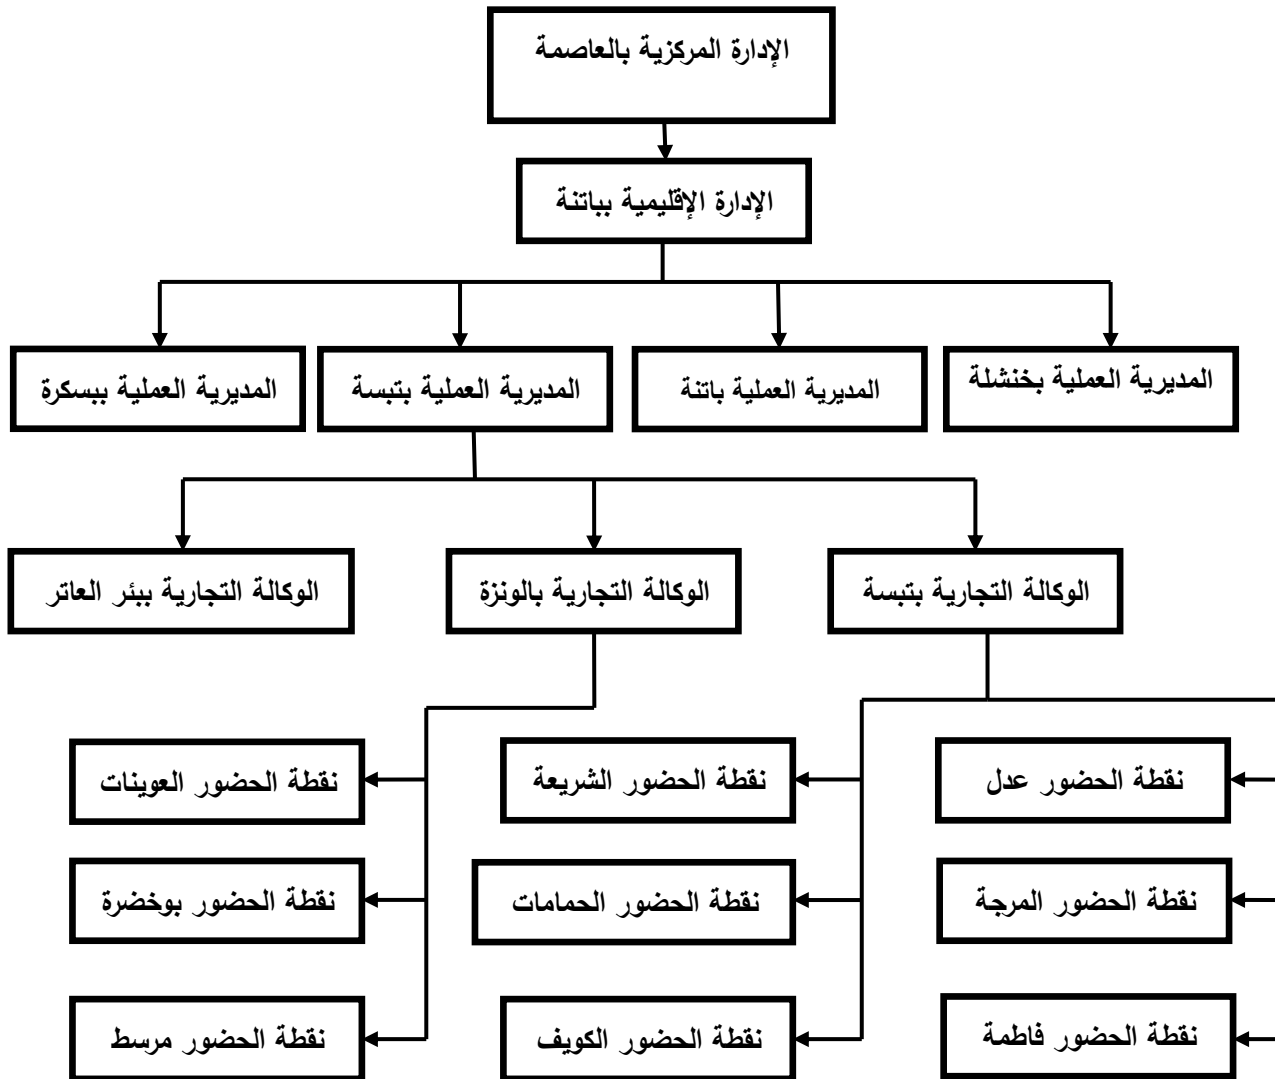 الإدارة المركزية بالعاصمة
الإدارة الإقليمية بباتنة
المديرية العملية بخنشلة
المديرية العملية باتنة
المديرية العملية بتبسة
المديرية العملية ببسكرة
الوكالة التجارية بتبسة
الوكالة التجارية بالونزة
الوكالة التجارية ببئر العاتر
نقطة الحضور عدل
نقطة الحضور الشريعة
نقطة الحضور العوينات
نقطة الحضور المرجة
نقطة الحضور الحمامات
نقطة الحضور بوخضرة
نقطة الحضور فاطمة
نقطة الحضور الكويف
نقطة الحضور مرسط